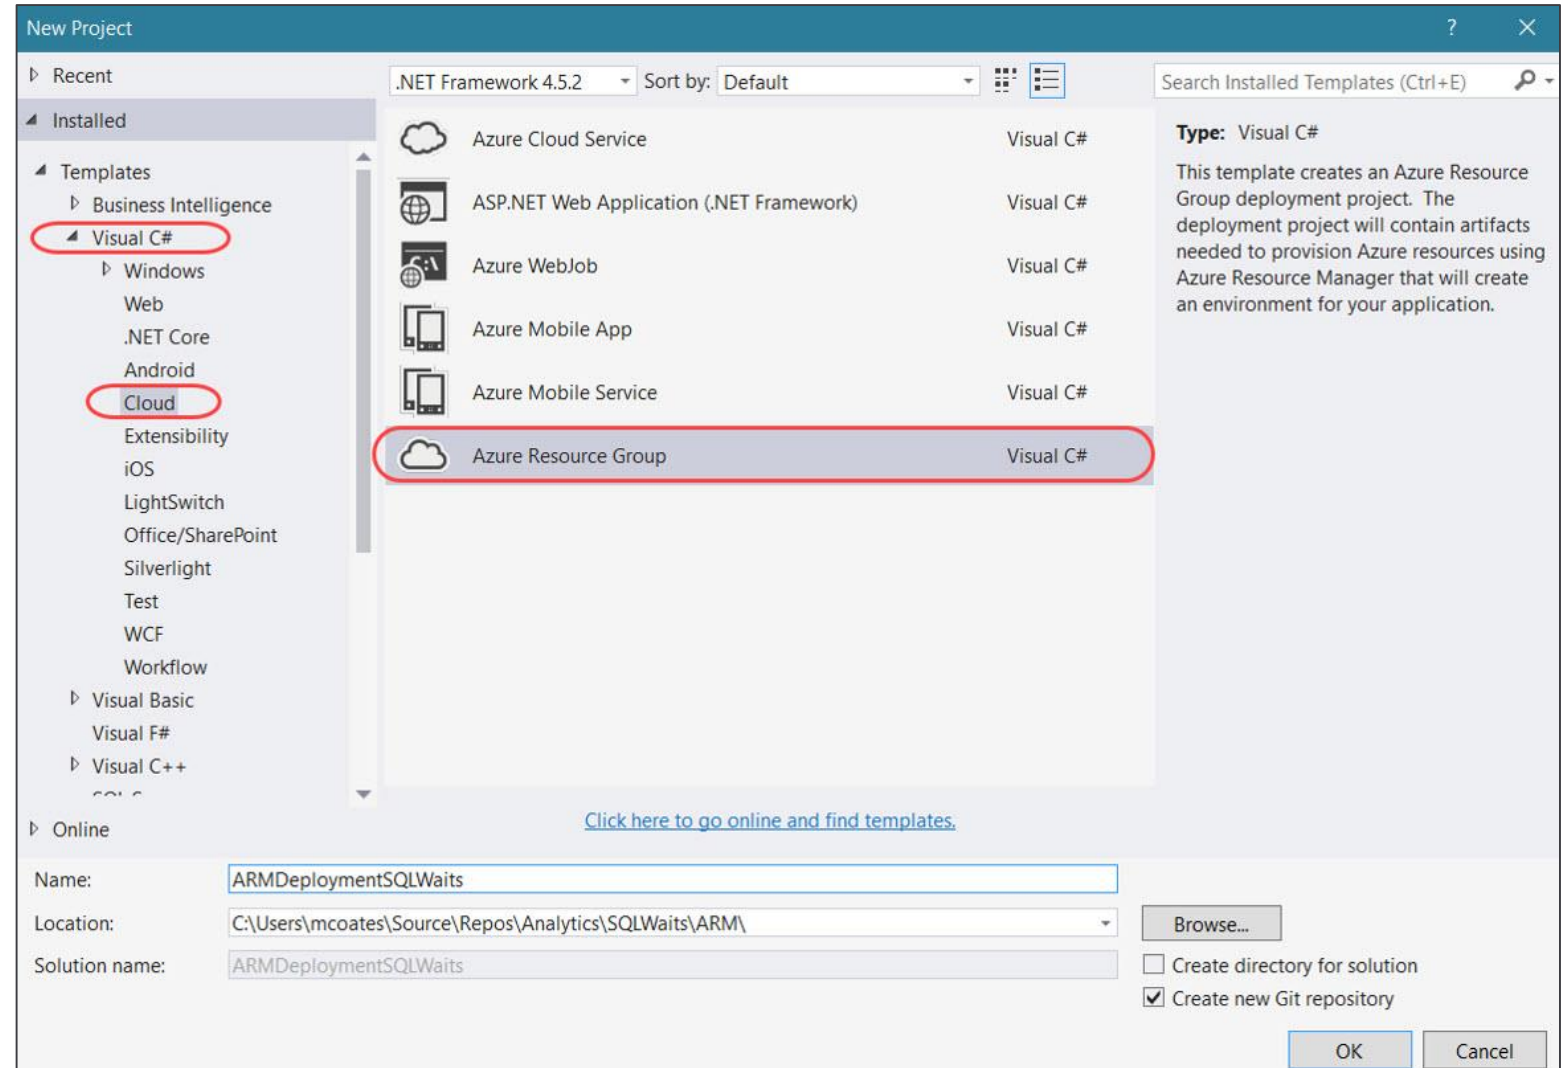 New Project
?
Recent
.NET Framework 4.5.2
Sort by:
Default
Search Installed Templates (Ctrl+E)
Installed
Templates
Business Intelligence
Visual C#
Windows
Web
.NET Core
Android
Cloud
Extensibility
iOS
LightSwitch
Office/SharePoint
Silverlight
Test
WCF
Workflow
Visual Basic
Visual F#
Visual C++
Online
Azure Cloud Service Visual C#
ASP.NET Web Application (.NET Framework) Visual C#
Azure WebJob Visual C#
Azure Mobile App Visual C#
Azure Mobile Service Visual C#
Azure Resource Group Visual C#
Click here to go online and find templates.
Type: Visual C#
This template creates an Azure Resource
Group deployment project. The
deployment project will contain artifacts
needed to provision Azure resources using
Azure Resource Manager that will create
an environment for your application.
Name: ARMDeploymentSQLWaits
Location: C:\Users\mcoates\Source\Repos\Analytics\SQLWaits\ARM\
Browse...
Solution name: ARMDeploymentSQLWaits
Create directory for solution
Create new Git repository
OK
Cancel